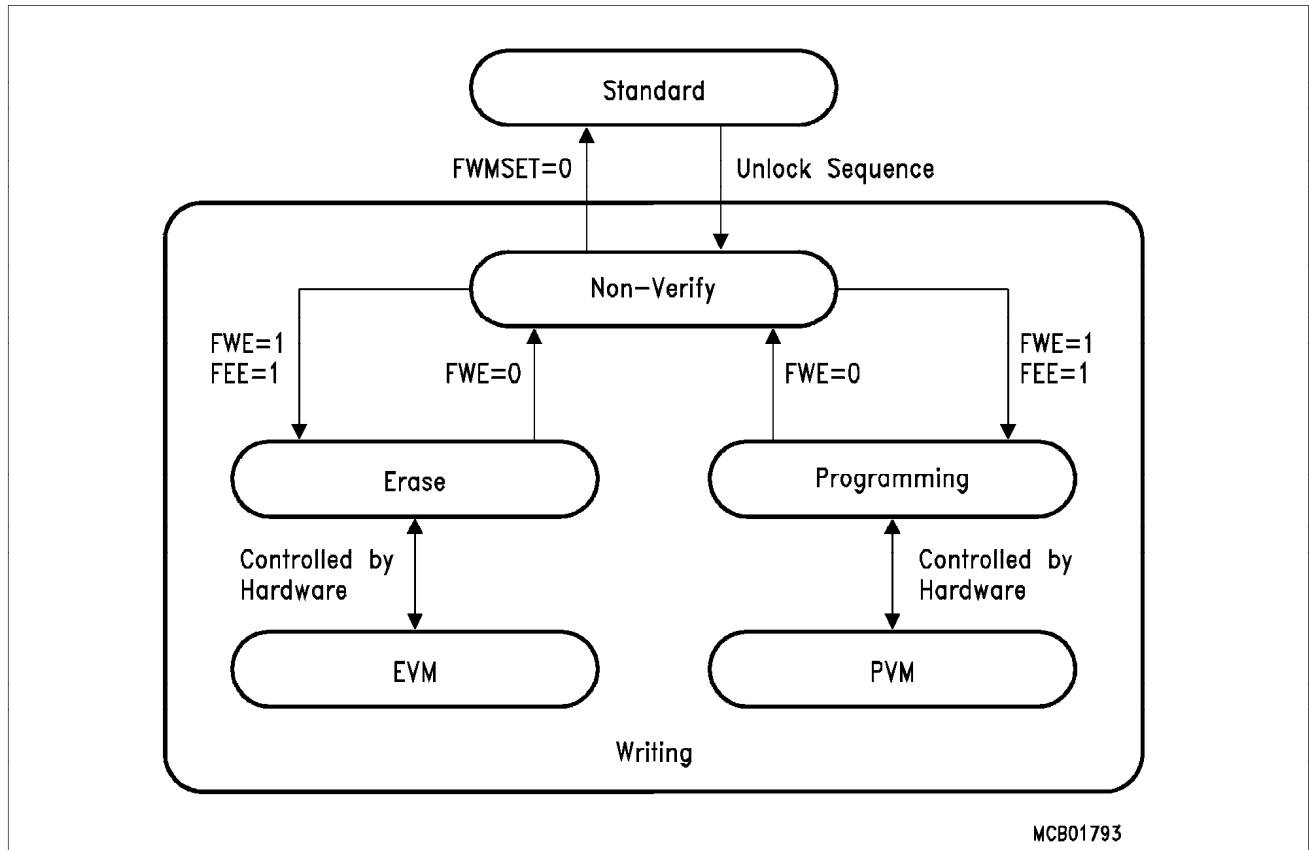 Standard
FWMSET=0
Unlock Sequence
Non-Verify
FWE=1
FEE=1
FWE=0
FWE=0
FWE=1
FEE=1
Erase
Programming
Controlled by
Hardware
Controlled by
Hardware
EVM
PVM
Writing
MCB01793